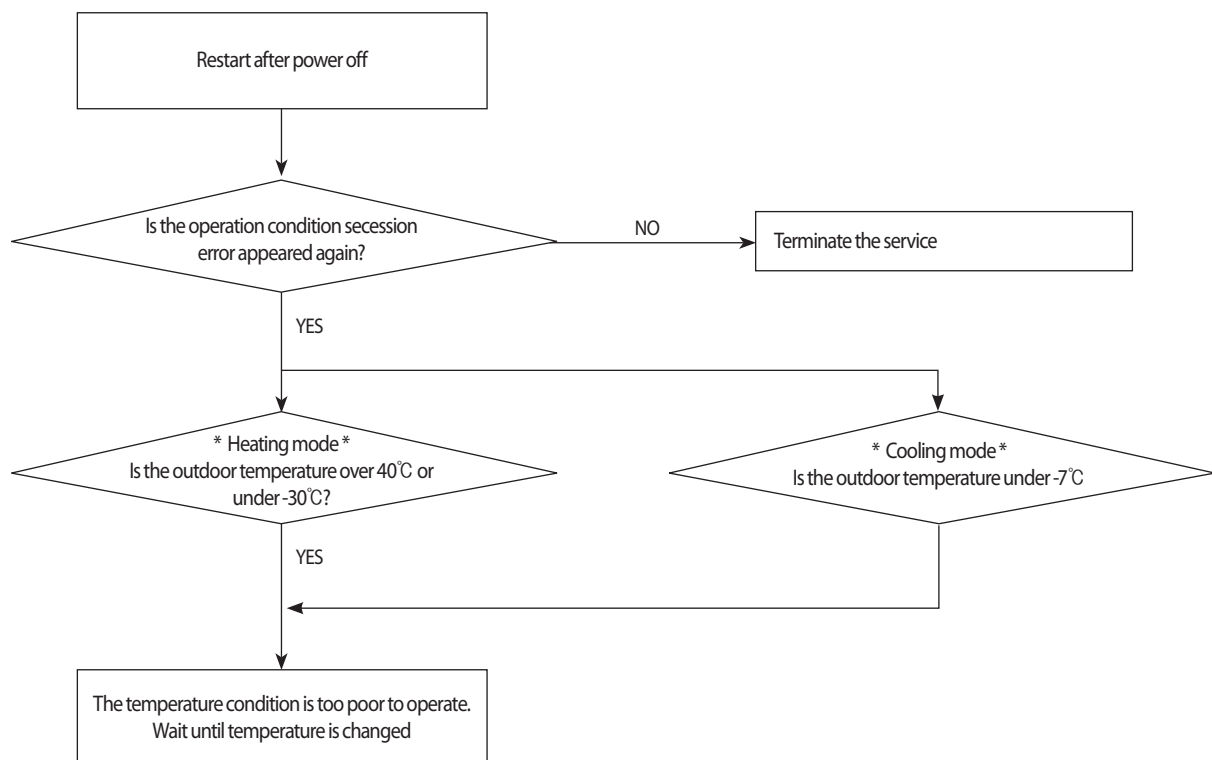 Restart after power off
Is the operation condition secession
error appeared again?
NO
Terminate the service
YES
* Heating mode *
Is the outdoor temperature over 40℃ or
under -30℃?
* Cooling mode *
Is the outdoor temperature under -7℃
YES
The temperature condition is too poor to operate.
Wait until temperature is changed